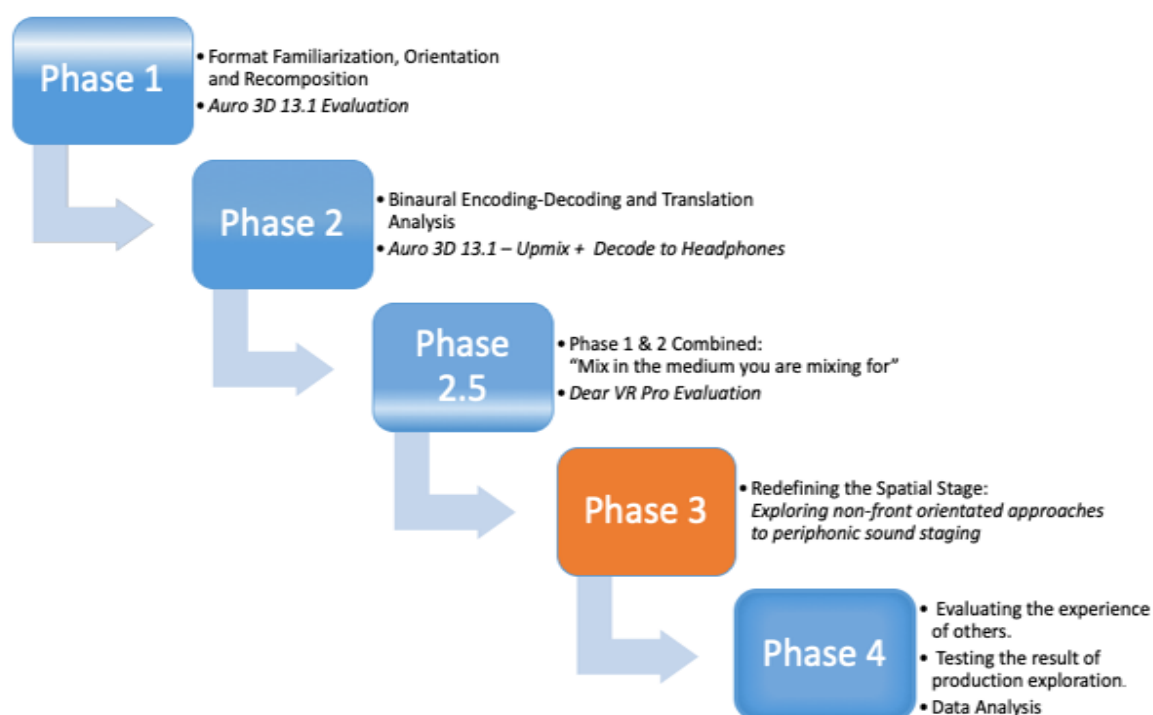 Phase 1
• Format Familiarization, Orientation
and Recomposition
• Auro 3D 13.1 Evaluation
Phase 2
• Binaural Encoding-Decoding and Translation
Analysis
• Auro 3D 13.1 – Upmix + Decode to Headphones
Phase
2.5
• Phase 1 & 2 Combined:
“Mix in the medium you are mixing for”
• Dear VR Pro Evaluation
Phase 3
• Redefining the Spatial Stage:
Exploring non-front orientated approaches
to periphonic sound staging
Phase 4
• Evaluating the experience
of others.
• Testing the result of
production exploration.
• Data Analysis